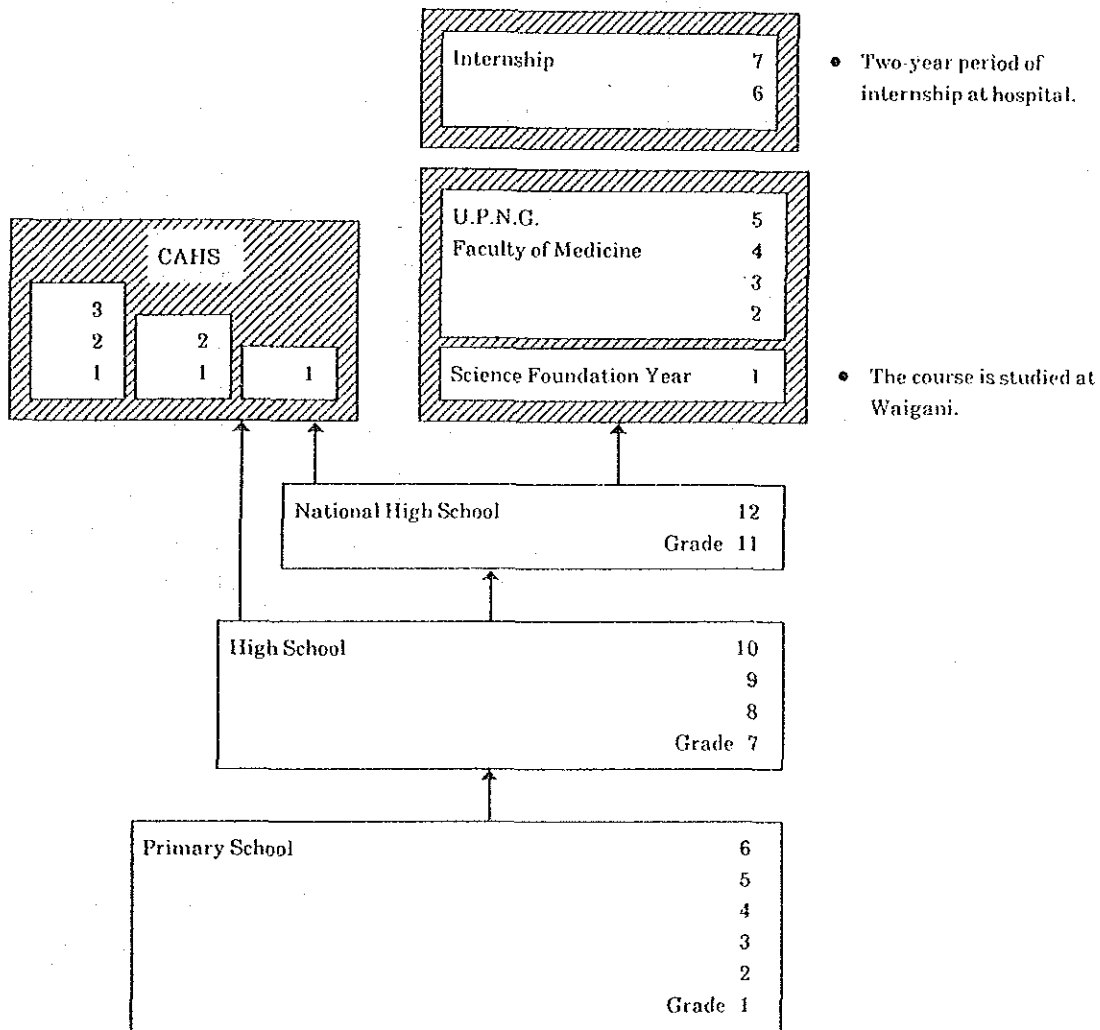 Internship 7
6
• Two-year period of
internship at hospital.
U.P.N.G. 5
Faculty of Medicine 4
3
2
Science Foundation Year 1
• The course is studied at
Waigani.
CAHS
3
2 2
1 1 1
National High School 12
Grade 11
High School 10
9
8
Grade 7
Primary School 6
5
4
3
2
Grade 1